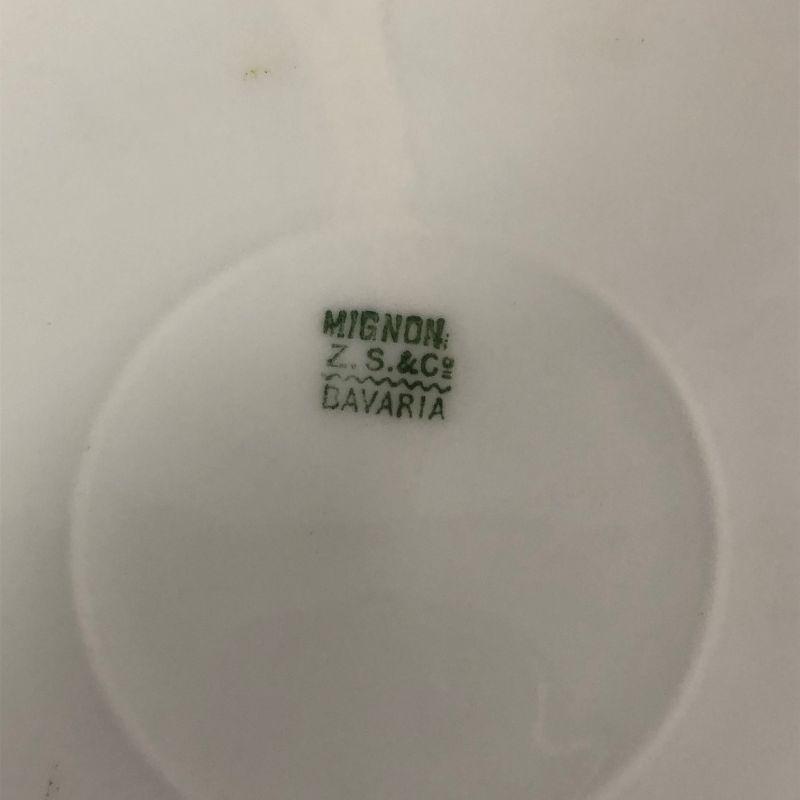 MIGNON
Z. S. & Cº
BAVARIA